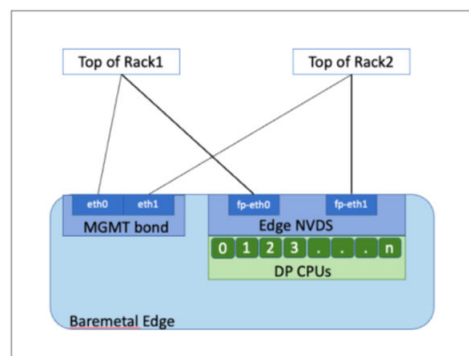 Top of Rack1 Top of Rack2
eth0 eth1 fp-eth0 fp-eth1
MGMT bond Edge NVDS
0 1 2 3 . . . n
DP CPUs
Baremetal Edge